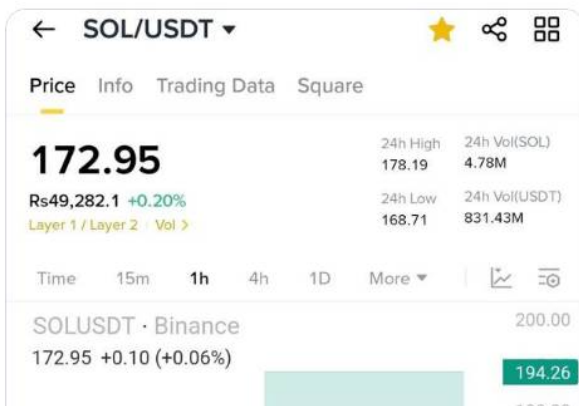 SOL/USDT
Price Info Trading Data Square
172.95
Rs49,282.1 +0.20%
Layer 1 / Layer 2 Vol >
24h High
178.19
24h Vol(SOL)
4.78M
24h Low
168.71
24h Vol(USDT)
831.43M
Time 15m 1h 4h 1D More
SOLUSDT · Binance
200.00
172.95 +0.10 (+0.06%)
194.26